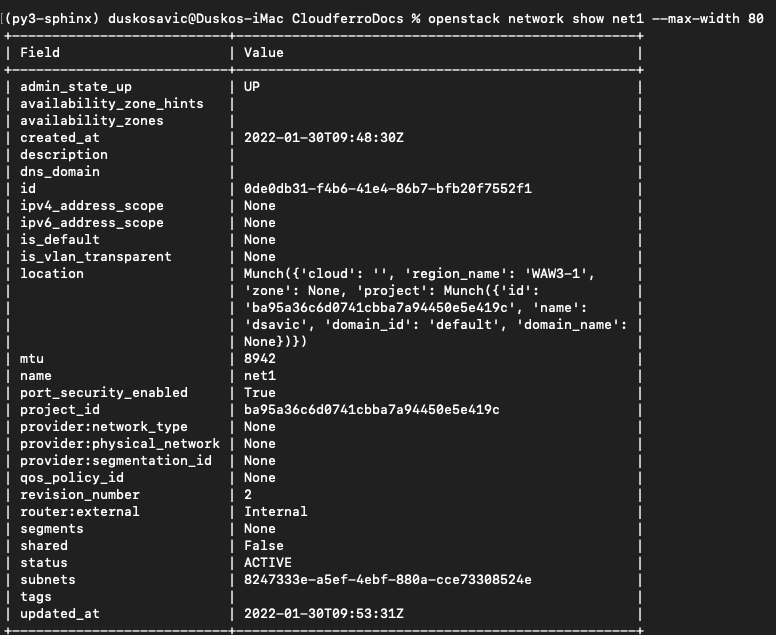 (py3-sphinx) duskosavic@Duskos-iMac CloudferroDocs % openstack network show net1 --max-width 80
+---------------------------+--------------------------------------------------+
| Field                     | Value                                            |
+---------------------------+--------------------------------------------------+
| admin_state_up            | UP                                               |
| availability_zone_hints   |                                                  |
| availability_zones        |                                                  |
| created_at                | 2022-01-30T09:48:30Z                             |
| description               |                                                  |
| dns_domain                |                                                  |
| id                        | 0de0db31-f4b6-41e4-86b7-bfb20f7552f1             |
| ipv4_address_scope        | None                                             |
| ipv6_address_scope        | None                                             |
| is_default                | None                                             |
| is_vlan_transparent       | None                                             |
| location                  | Munch({'cloud': '', 'region_name': 'WAW3-1',     |
|                           | 'zone': None, 'project': Munch({'id':            |
|                           | 'ba95a36c6d0741cbba7a94450e5e419c', 'name':      |
|                           | 'dsavic', 'domain_id': 'default', 'domain_name': |
|                           | None})})                                         |
| mtu                       | 8942                                             |
| name                      | net1                                             |
| port_security_enabled     | True                                             |
| project_id                | ba95a36c6d0741cbba7a94450e5e419c                 |
| provider:network_type     | None                                             |
| provider:physical_network | None                                             |
| provider:segmentation_id  | None                                             |
| qos_policy_id             | None                                             |
| revision_number           | 2                                                |
| router:external           | Internal                                         |
| segments                  | None                                             |
| shared                    | False                                            |
| status                    | ACTIVE                                           |
| subnets                   | 8247333e-a5ef-4ebf-880a-cce73308524e             |
| tags                      |                                                  |
| updated_at                | 2022-01-30T09:53:31Z                             |
+---------------------------+--------------------------------------------------+